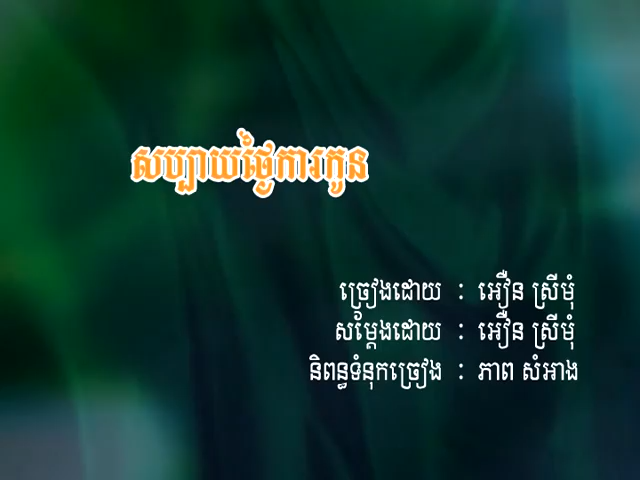 សប្បាយថ្ងៃការកូន
ច្រៀងដោយ : អឿន ស្រីមុំ
សម្ដែងដោយ : អឿន ស្រីមុំ
និពន្ធទំនុកច្រៀង : ភាព សំអាង